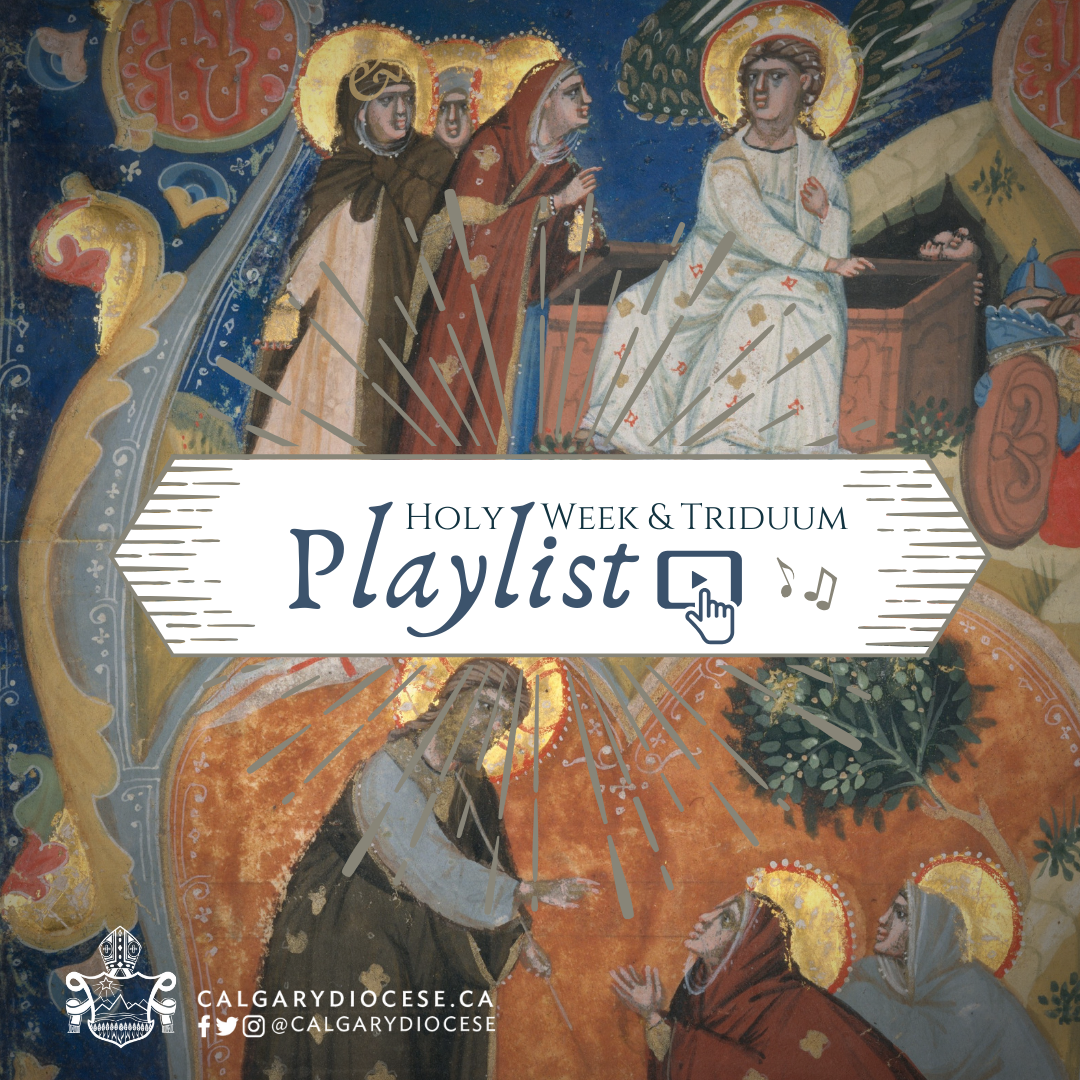 Holy Week & Triduum
Playlist
CALGARYDIOCESE.CA
@CALGARYDIOCESE